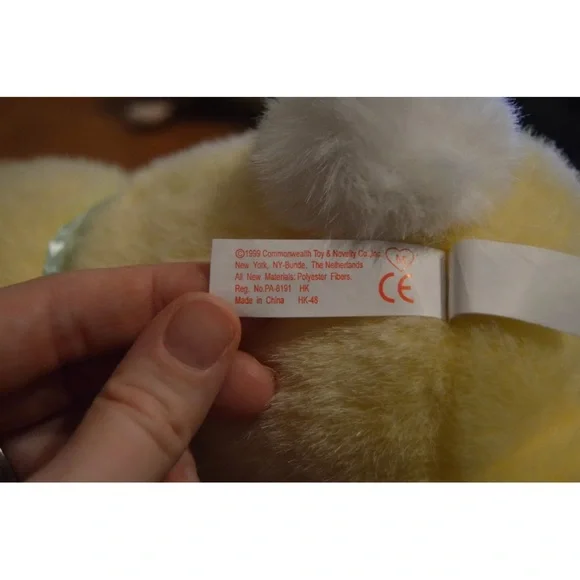 ©1999 Commonwealth Toy & Novelty Co., Inc.
New York, NY-Bunde, The Netherlands
All New Materials: Polyester Fibers.
Reg. No.PA-8191 HK
Made in China HK-48
CE